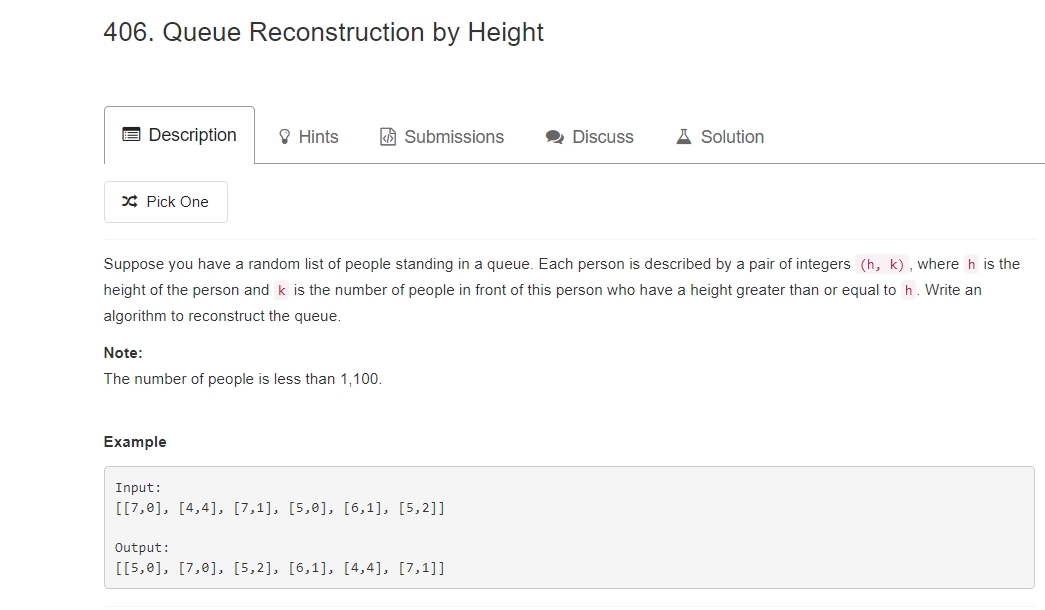 406. Queue Reconstruction by Height
Description
Hints
Submissions
Discuss
Solution
Pick One
Suppose you have a random list of people standing in a queue. Each person is described by a pair of integers (h, k), where h is the
height of the person and k is the number of people in front of this person who have a height greater than or equal to h. Write an
algorithm to reconstruct the queue.
Note:
The number of people is less than 1,100.
Example
Input:
[[7,0], [4,4], [7,1], [5,0], [6,1], [5,2]]
Output:
[[5,0], [7,0], [5,2], [6,1], [4,4], [7,1]]